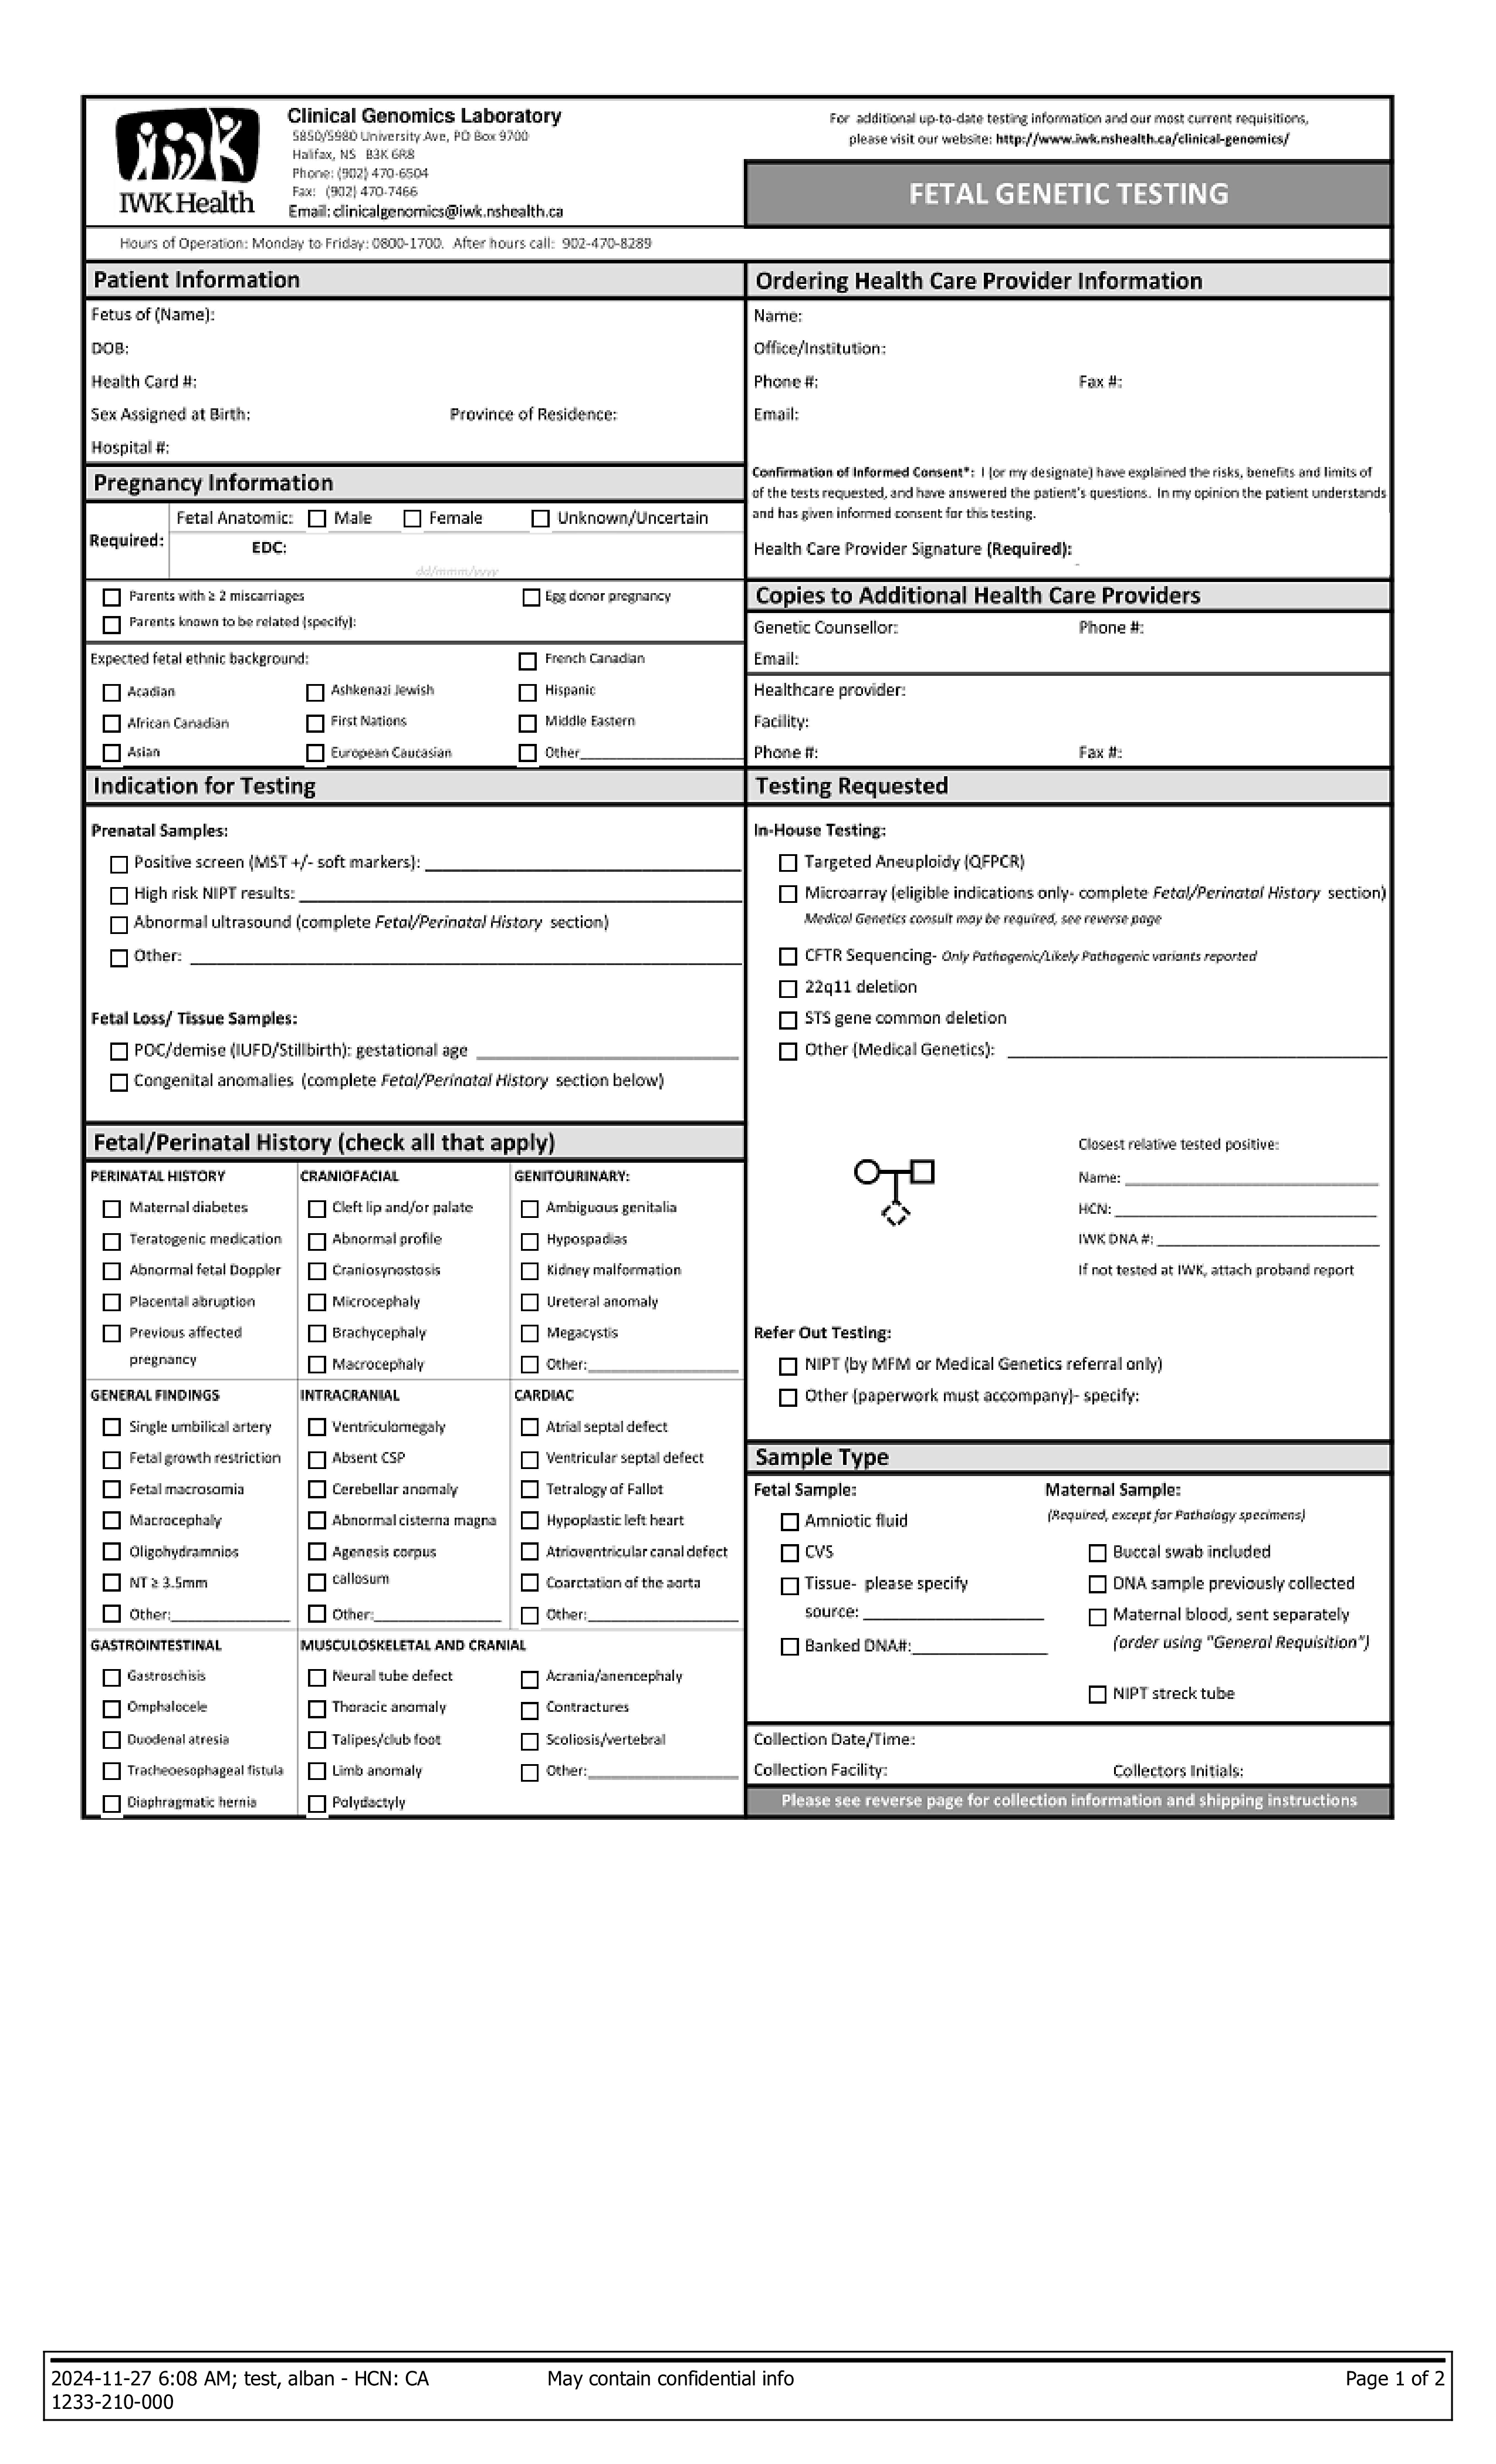 IWK Health
Clinical Genomics Laboratory
5850/5980 University Ave, PO Box 9700
Halifax, NS B3K 6R8
Phone: (902) 470-6504
Fax: (902) 470-7466
Email: clinicalgenomics@iwk.nshealth.ca
For additional up-to-date testing information and our most current requisitions,
please visit our website: http://www.iwk.nshealth.ca/clinical-genomics/
FETAL GENETIC TESTING
Hours of Operation: Monday to Friday: 0800-1700. After hours call: 902-470-8289
Patient Information
Fetus of (Name):
DOB:
Health Card #:
Sex Assigned at Birth: Province of Residence:
Hospital #:
Ordering Health Care Provider Information
Name:
Office/Institution:
Phone #: Fax #:
Email:
Confirmation of Informed Consent*: I (or my designate) have explained the risks, benefits and limits of
of the tests requested, and have answered the patient's questions. In my opinion the patient understands
and has given informed consent for this testing.
Health Care Provider Signature (Required):
Pregnancy Information
Required:
Fetal Anatomic: Male Female Unknown/Uncertain
EDC:
dd/mmm/yyyy
Parents with ≥ 2 miscarriages Egg donor pregnancy
Parents known to be related (specify):
Expected fetal ethnic background: French Canadian
Acadian Ashkenazi Jewish Hispanic
African Canadian First Nations Middle Eastern
Asian European Caucasian Other
Copies to Additional Health Care Providers
Genetic Counsellor: Phone #:
Email:
Healthcare provider:
Facility:
Phone #: Fax #:
Indication for Testing
Prenatal Samples:
Positive screen (MST +/- soft markers):
High risk NIPT results:
Abnormal ultrasound (complete Fetal/Perinatal History section)
Other:
Fetal Loss/ Tissue Samples:
POC/demise (IUFD/Stillbirth): gestational age
Congenital anomalies (complete Fetal/Perinatal History section below)
Testing Requested
In-House Testing:
Targeted Aneuploidy (QFPCR)
Microarray (eligible indications only- complete Fetal/Perinatal History section)
Medical Genetics consult may be required, see reverse page
CFTR Sequencing- Only Pathogenic/Likely Pathogenic variants reported
22q11 deletion
STS gene common deletion
Other (Medical Genetics):
Closest relative tested positive:
Name:
HCN:
IWK DNA #:
If not tested at IWK, attach proband report
Refer Out Testing:
NIPT (by MFM or Medical Genetics referral only)
Other (paperwork must accompany)- specify:
Fetal/Perinatal History (check all that apply)
PERINATAL HISTORY CRANIOFACIAL GENITOURINARY:
Maternal diabetes Cleft lip and/or palate Ambiguous genitalia
Teratogenic medication Abnormal profile Hypospadias
Abnormal fetal Doppler Craniosynostosis Kidney malformation
Placental abruption Microcephaly Ureteral anomaly
Previous affected Brachycephaly Megacystis
pregnancy Macrocephaly Other:
GENERAL FINDINGS INTRACRANIAL CARDIAC
Single umbilical artery Ventriculomegaly Atrial septal defect
Fetal growth restriction Absent CSP Ventricular septal defect
Fetal macrosomia Cerebellar anomaly Tetralogy of Fallot
Macrocephaly Abnormal cisterna magna Hypoplastic left heart
Oligohydramnios Agenesis corpus Atrioventricular canal defect
NT ≥ 3.5mm callosum Coarctation of the aorta
Other: Other: Other:
GASTROINTESTINAL MUSCULOSKELETAL AND CRANIAL
Gastroschisis Neural tube defect Acrania/anencephaly
Omphalocele Thoracic anomaly Contractures
Duodenal atresia Talipes/club foot Scoliosis/vertebral
Tracheoesophageal fistula Limb anomaly Other:
Diaphragmatic hernia Polydactyly
Sample Type
Fetal Sample: Maternal Sample:
Amniotic fluid (Required, except for Pathology specimens)
CVS Buccal swab included
Tissue- please specify DNA sample previously collected
source: Maternal blood, sent separately
Banked DNA#: (order using "General Requisition")
NIPT streck tube
Collection Date/Time:
Collection Facility: Collectors Initials:
Please see reverse page for collection information and shipping instructions
2024-11-27 6:08 AM; test, alban - HCN: CA May contain confidential info Page 1 of 2
1233-210-000